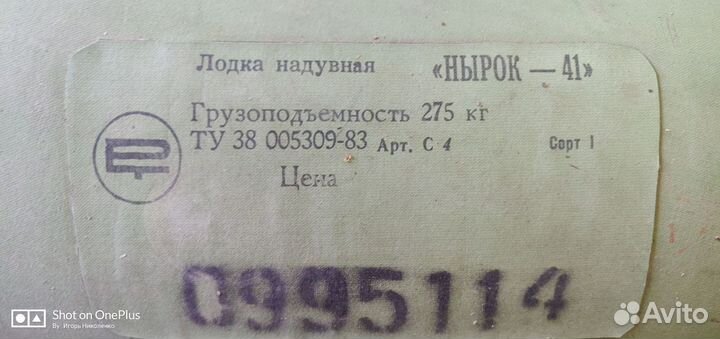 Лодка надувная «НЫРОК — 41»
Грузоподъемность 275 кг
ТУ 38 005309-83 Арт. С 4 Сорт I
Цена
0995114
Shot on OnePlus
By Игорь Николенко
Avito